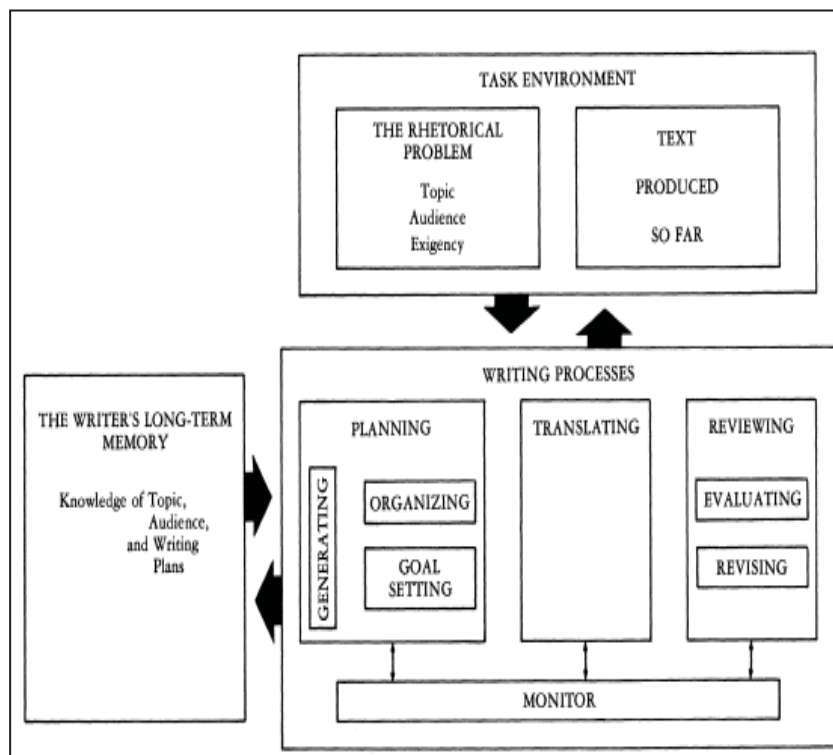 TASK ENVIRONMENT
THE RHETORICAL
PROBLEM
Topic
Audience
Exigency
TEXT
PRODUCED
SO FAR
THE WRITER'S LONG-TERM
MEMORY
Knowledge of Topic,
Audience,
and Writing
Plans
WRITING PROCESSES
PLANNING
GENERATING
ORGANIZING
GOAL
SETTING
TRANSLATING
REVIEWING
EVALUATING
REVISING
MONITOR